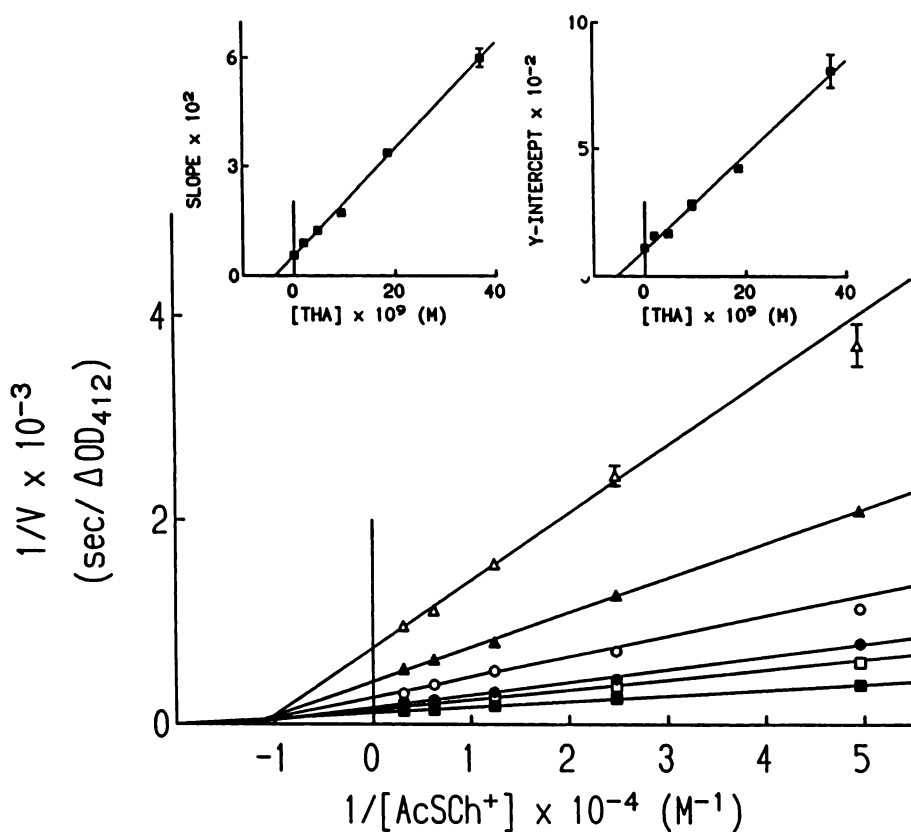 6
3
0
SLOPE × 10²
0 20 40
[THA] × 10⁹ (M)
10
5
Y-INTERCEPT × 10⁻²
0 20 40
[THA] × 10⁹ (M)
4
2
0
1/V × 10⁻³
(sec/ΔOD₄₁₂)
-1 0 1 2 3 4 5
1/[AcSCh⁺] × 10⁻⁴ (M⁻¹)